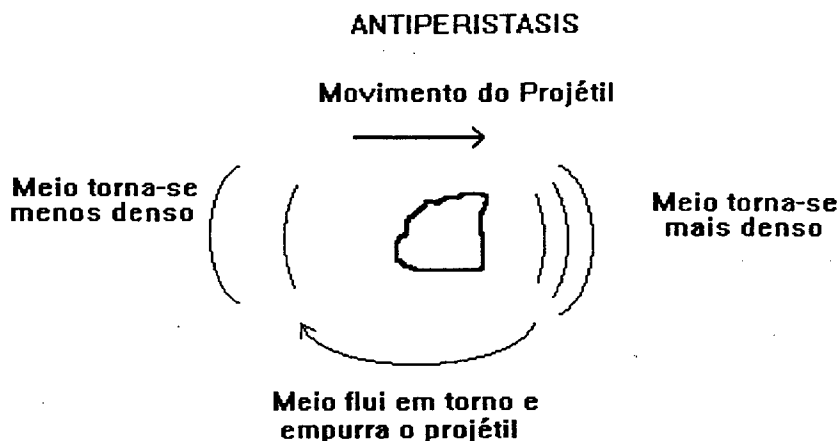 ANTIPERISTASIS
Movimento do Projétil
Meio torna-se
menos denso
Meio torna-se
mais denso
Meio flui em torno e
empurra o projétil